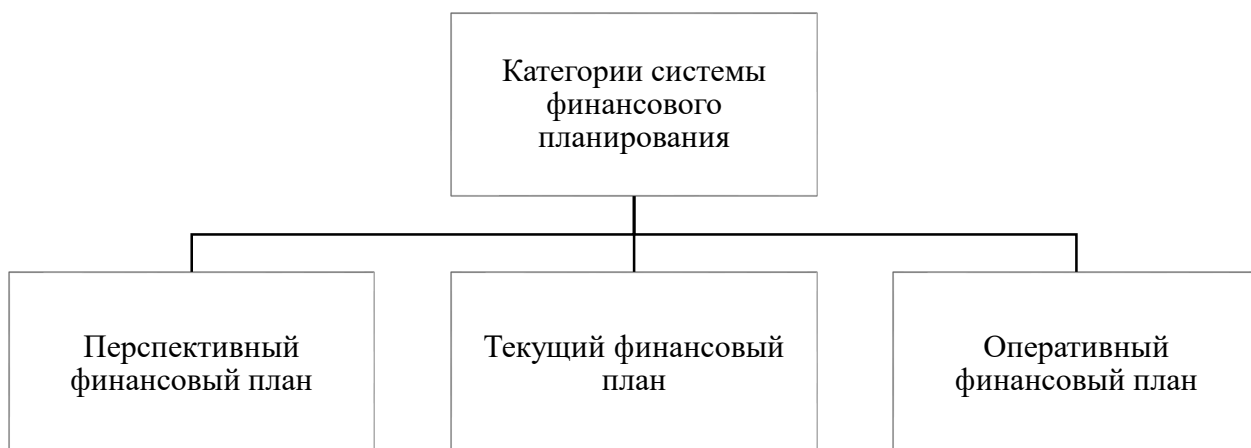 Категории системы
финансового
планирования
Перспективный
финансовый план
Текущий финансовый
план
Оперативный
финансовый план